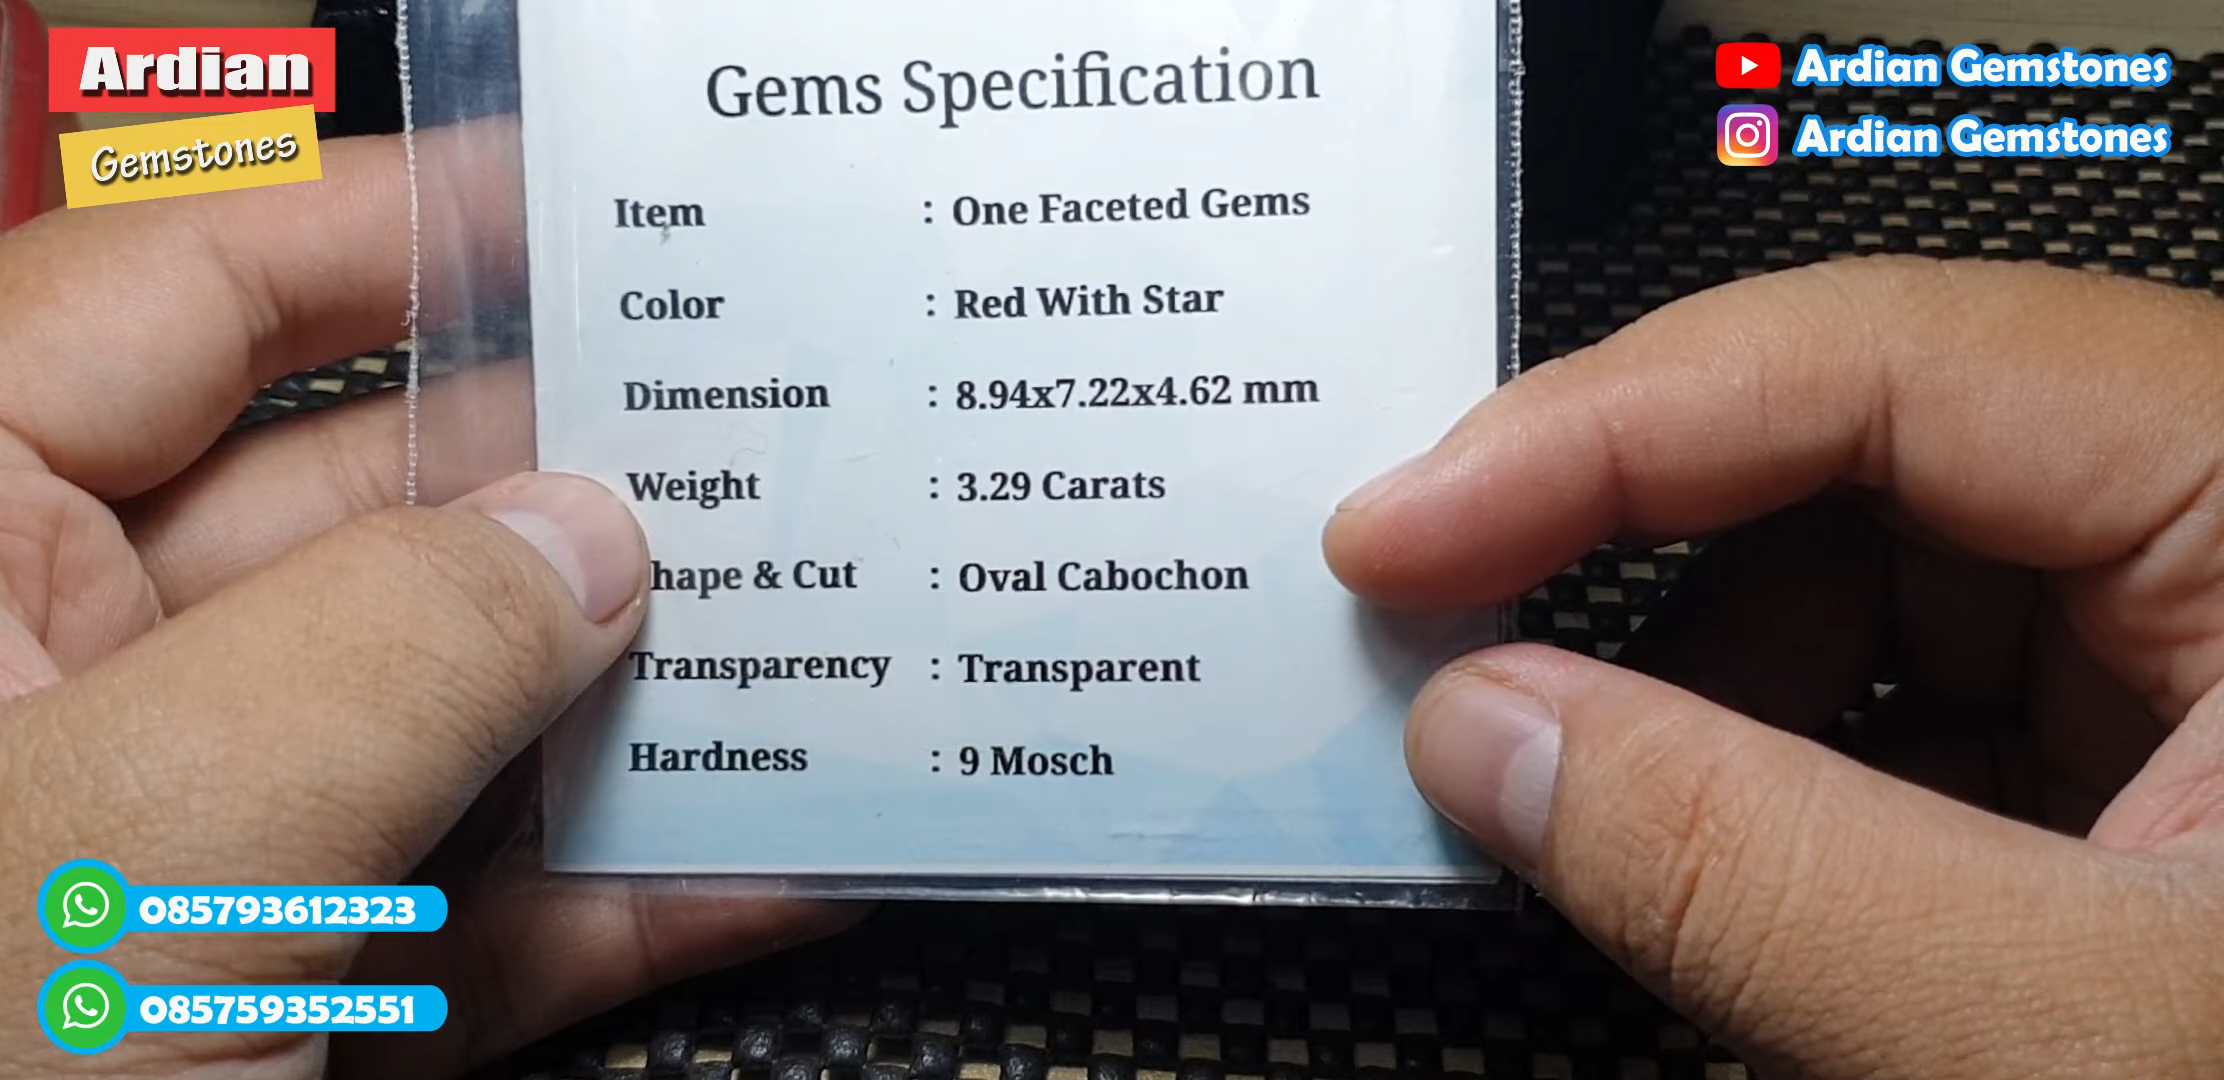 Ardian
Gemstones
Ardian Gemstones
Ardian Gemstones
Gems Specification
Item : One Faceted Gems
Color : Red With Star
Dimension : 8.94x7.22x4.62 mm
Weight : 3.29 Carats
hape & Cut : Oval Cabochon
Transparency : Transparent
Hardness : 9 Mosch
085793612323
085759352551